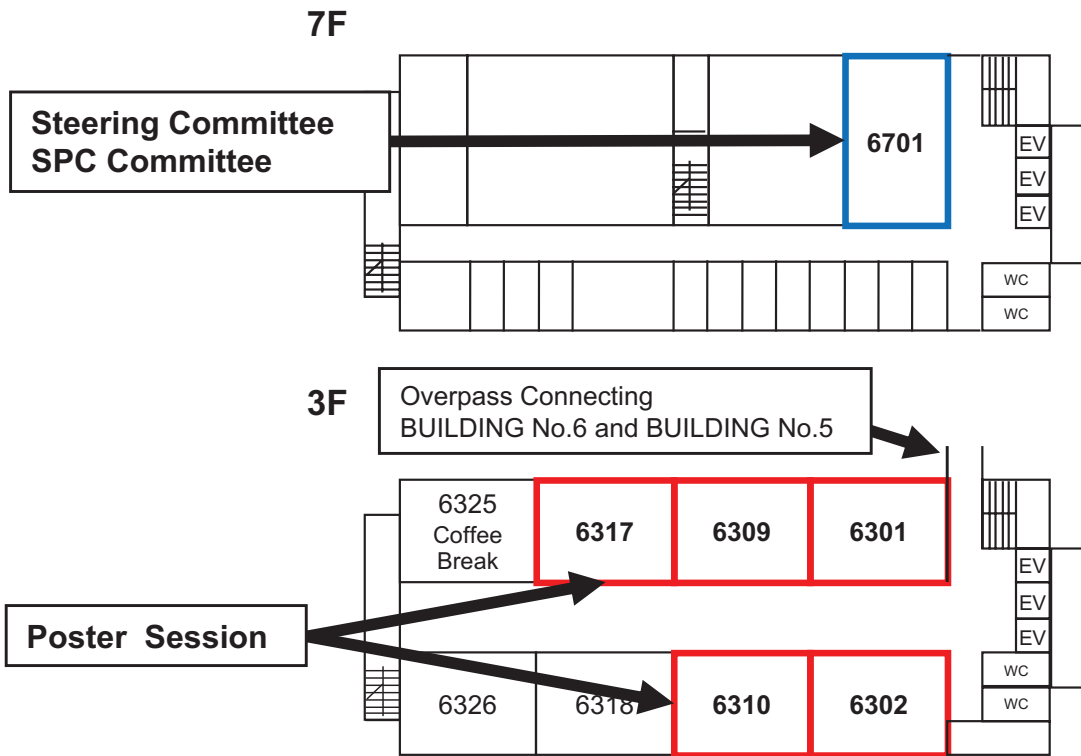 7F
Steering Committee
SPC Committee
6701
EV
EV
EV
WC
WC
3F
Overpass Connecting
BUILDING No.6 and BUILDING No.5
6325
Coffee
Break
6317
6309
6301
EV
EV
EV
Poster Session
WC
WC
6326
6318
6310
6302